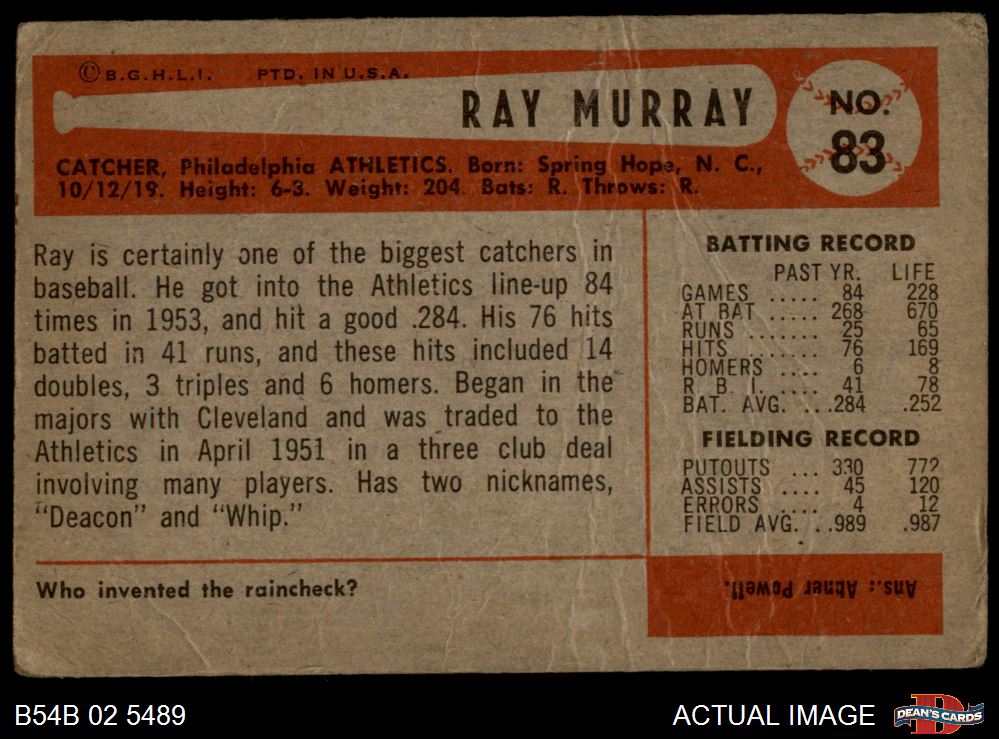 © B.G.H.L.I. PTD. IN U.S.A.
RAY MURRAY
NO.
83
CATCHER, Philadelphia ATHLETICS. Born: Spring Hope, N. C.,
10/12/19. Height: 6-3. Weight: 204. Bats: R. Throws: R.
Ray is certainly one of the biggest catchers in
baseball. He got into the Athletics line-up 84
times in 1953, and hit a good .284. His 76 hits
batted in 41 runs, and these hits included 14
doubles, 3 triples and 6 homers. Began in the
majors with Cleveland and was traded to the
Athletics in April 1951 in a three club deal
involving many players. Has two nicknames,
"Deacon" and "Whip."
BATTING RECORD
PAST YR. LIFE
GAMES ..... 84 228
AT BAT ..... 268 670
RUNS ....... 25 65
HITS ....... 76 169
HOMERS .... 6 8
R. B. I. .... 41 78
BAT. AVG. ...284 .252
FIELDING RECORD
PUTOUTS ... 330 772
ASSISTS .... 45 120
ERRORS .... 4 12
FIELD AVG. . .989 .987
Who invented the raincheck?
Ans.: Abner Powell.
B54B 02 5489
ACTUAL IMAGE
D
DEAN'S CARDS